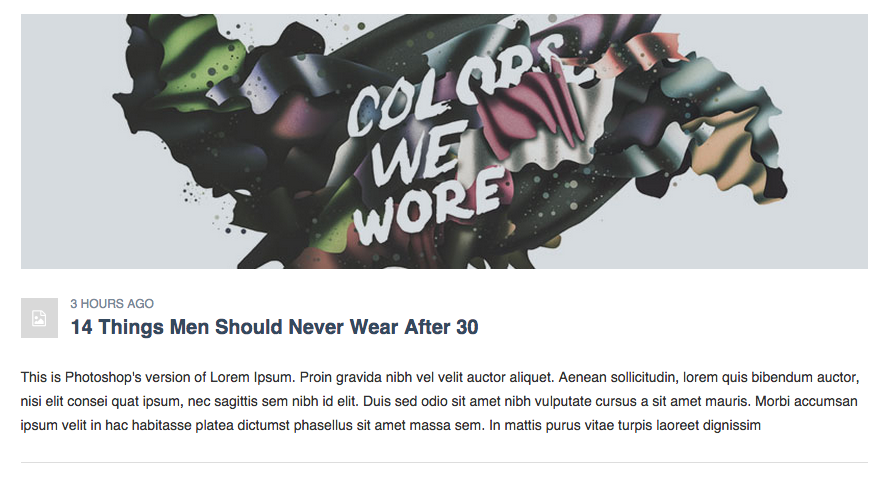 COLORS
WE
WORE
3 HOURS AGO
14 Things Men Should Never Wear After 30
This is Photoshop's version of Lorem Ipsum. Proin gravida nibh vel velit auctor aliquet. Aenean sollicitudin, lorem quis bibendum auctor,
nisi elit consei quat ipsum, nec sagittis sem nibh id elit. Duis sed odio sit amet nibh vulputate cursus a sit amet mauris. Morbi accumsan
ipsum velit in hac habitasse platea dictumst phasellus sit amet massa sem. In mattis purus vitae turpis laoreet dignissim